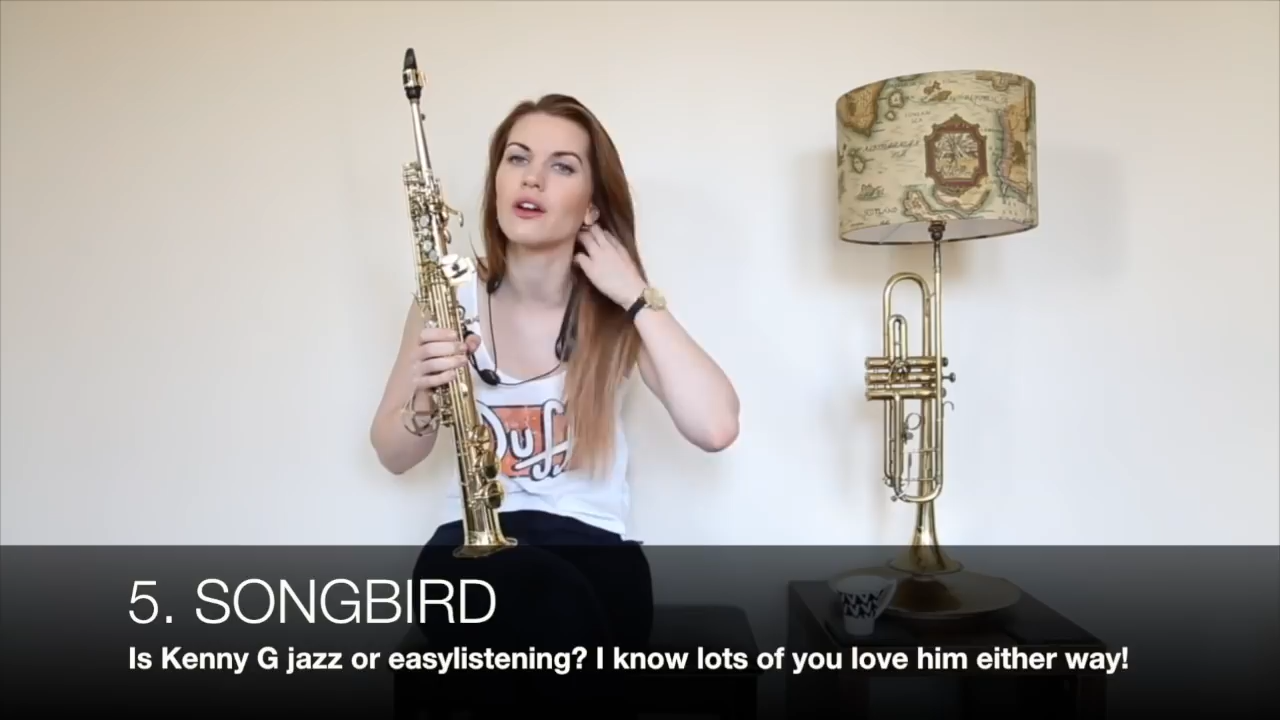 Duff
5. SONGBIRD
Is Kenny G jazz or easylistening? I know lots of you love him either way!